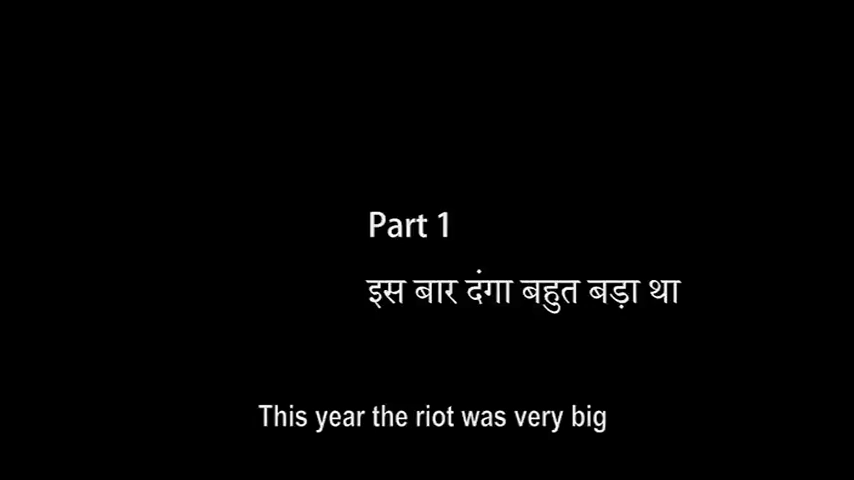 Part 1
इस बार दंगा बहुत बड़ा था
This year the riot was very big